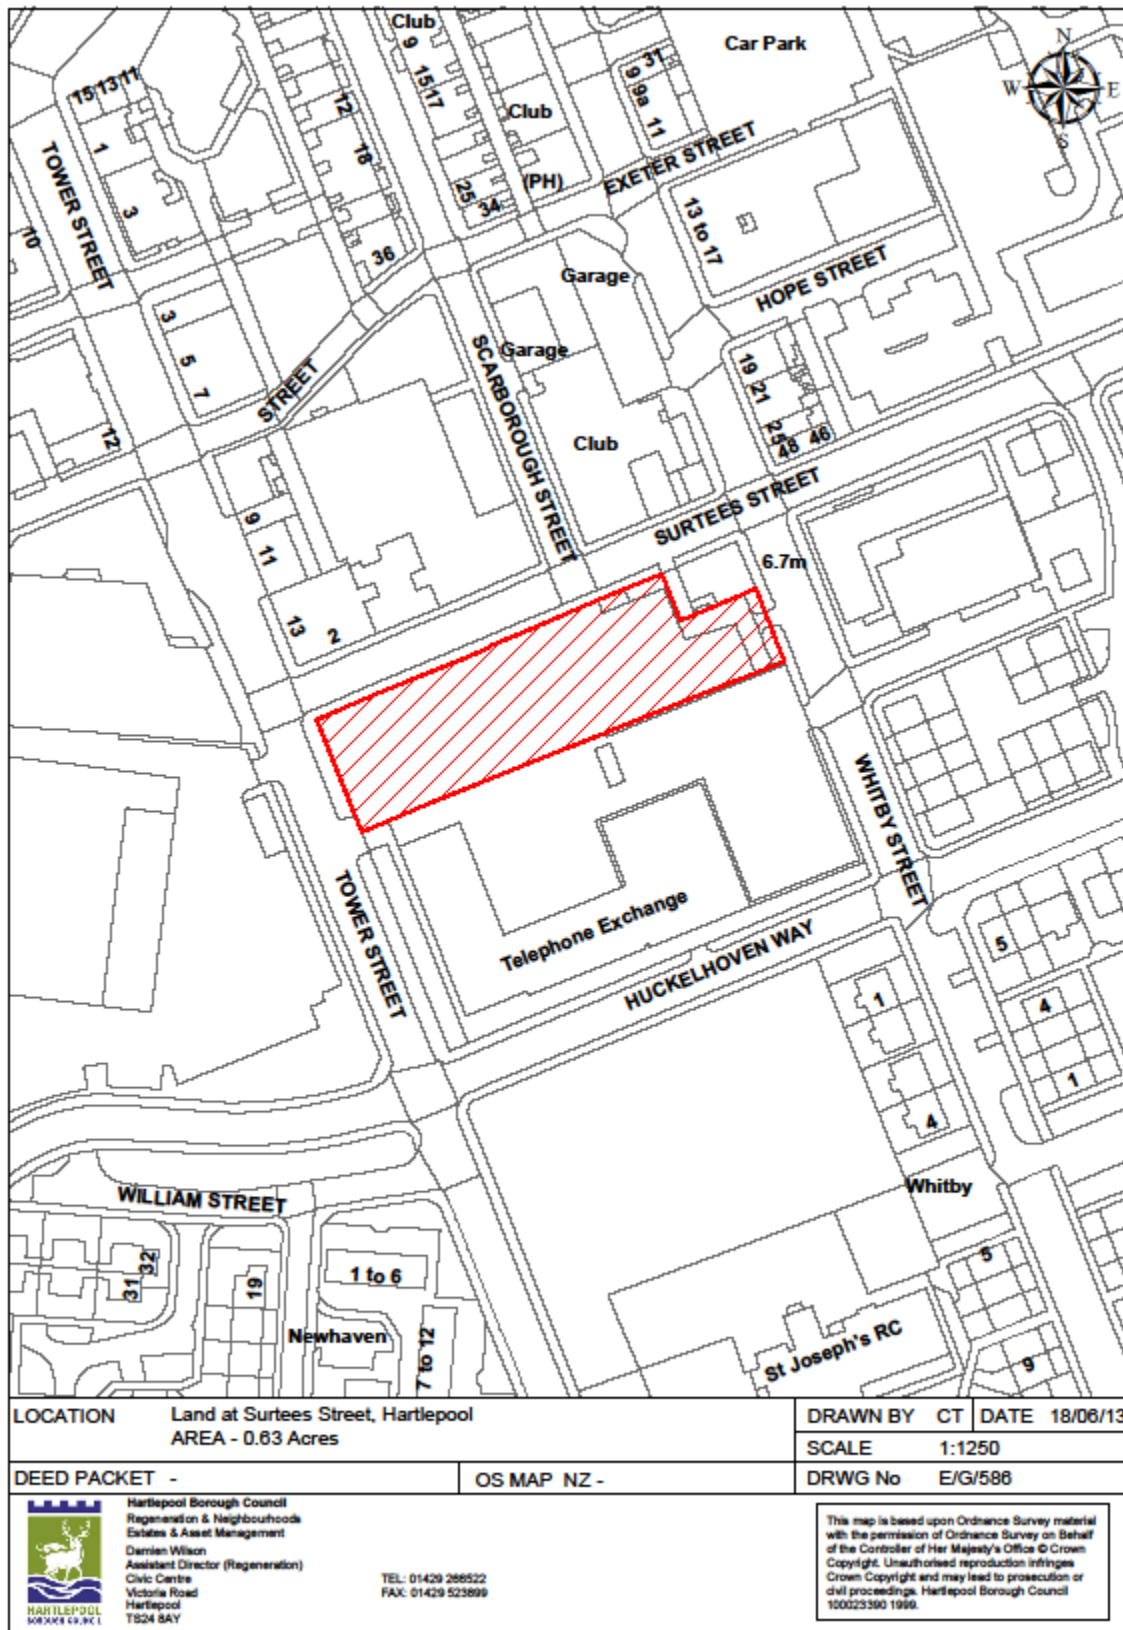 Club
Car Park
N
W E
S
15 13 11
9
15 17
9 31
9a
11
12
Club
1
18
EXETER STREET
TOWER STREET
(PH)
25
34
3
13 to 17
10
36
HOPE STREET
Garage
3
SCARBOROUGH STREET
Garage
5
19 21
7
STREET
25
12
Club
48 46
SURTEES STREET
9
11
6.7m
13 2
WHITBY STREET
TOWER STREET
Telephone Exchange
HUCKELHOVEN WAY
5
1
4
1
4
WILLIAM STREET
Whitby
32
31
19
1 to 6
5
Newhaven
7 to 12
St Joseph's RC
9
LOCATION Land at Surtees Street, Hartlepool
AREA - 0.63 Acres
DRAWN BY CT DATE 18/06/13
SCALE 1:1250
DEED PACKET -
OS MAP NZ -
DRWG No E/G/586
Hartlepool Borough Council
Regeneration & Neighbourhoods
Estates & Asset Management
Damien Wilson
Assistant Director (Regeneration)
Civic Centre
Victoria Road
Hartlepool
TS24 8AY
TEL: 01429 266522
FAX: 01429 523899
HARTLEPOOL
BOROUGH COUNCIL
This map is based upon Ordnance Survey material
with the permission of Ordnance Survey on Behalf
of the Controller of Her Majesty's Office © Crown
Copyright. Unauthorised reproduction infringes
Crown Copyright and may lead to prosecution or
civil proceedings. Hartlepool Borough Council
100023390 1999.